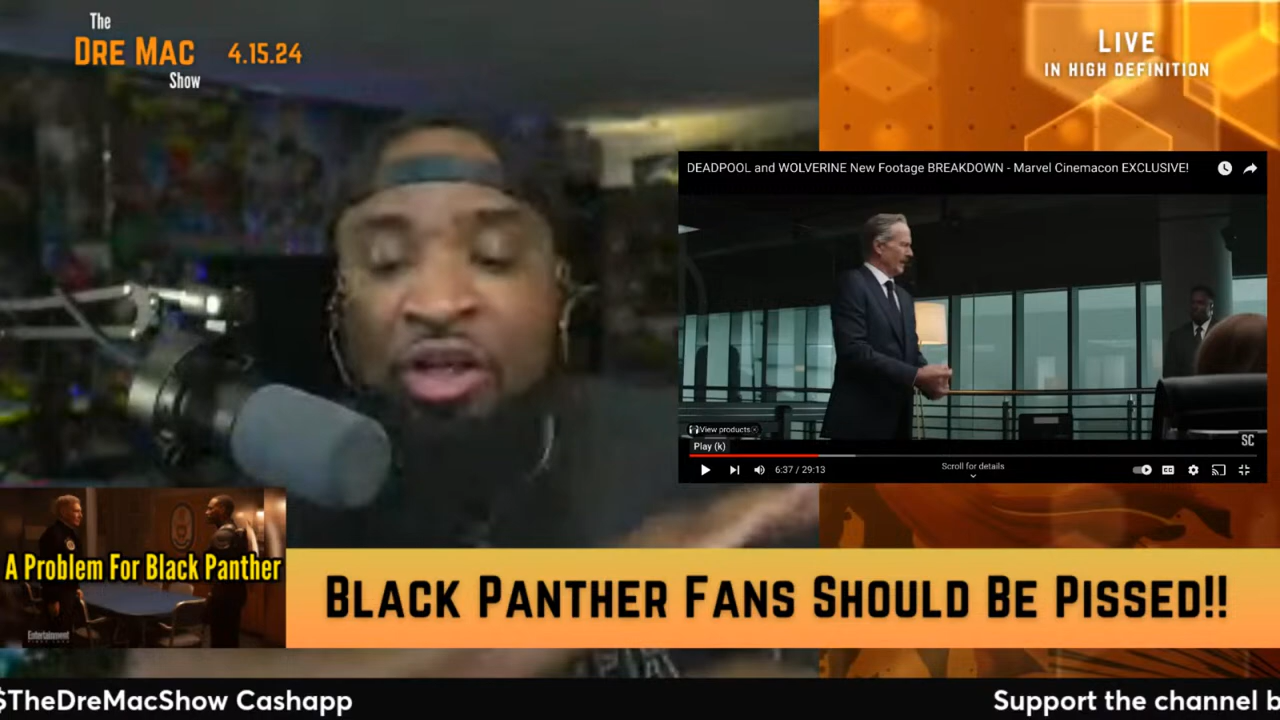 The
DRE MAC
Show
4.15.24
LIVE
IN HIGH DEFINITION
DEADPOOL and WOLVERINE New Footage BREAKDOWN - Marvel Cinemacon EXCLUSIVE!
View products
SC
Play (k)
6:37 / 29:13
Scroll for details
CC
A Problem For Black Panther
Entertainment
BLACK PANTHER FANS SHOULD BE PISSED!!
$TheDreMacShow Cashapp
Support the channel b